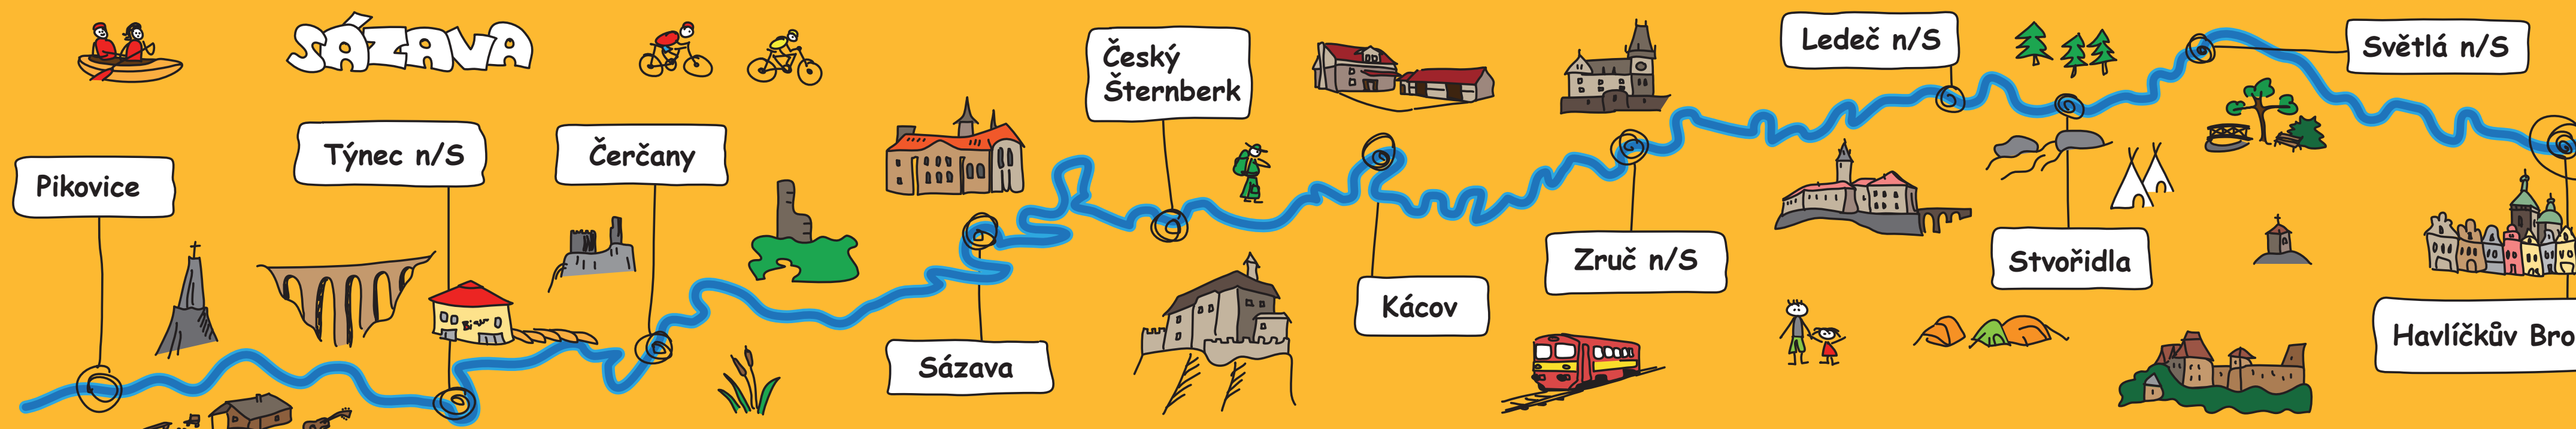 SÁZAVA
Pikovice
Týnec n/S
Čerčany
Sázava
Český
Šternberk
Kácov
Zruč n/S
Ledeč n/S
Stvořidla
Světlá n/S
Havlíčkův Bro